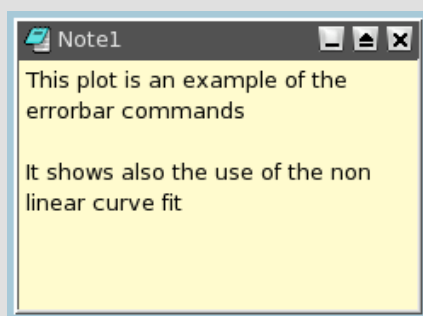 Note1
This plot is an example of the
errorbar commands
It shows also the use of the non
linear curve fit